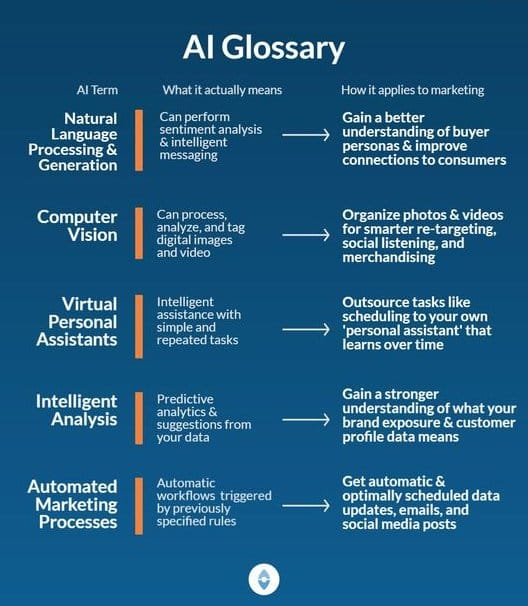 AI Glossary
AI Term
What it actually means
How it applies to marketing
Natural
Language
Processing &
Generation
Can perform
sentiment analysis
& intelligent
messaging
Gain a better
understanding of buyer
personas & improve
connections to consumers
Computer
Vision
Can process,
analyze, and tag
digital images
and video
Organize photos & videos
for smarter re-targeting,
social listening, and
merchandising
Virtual
Personal
Assistants
Intelligent
assistance with
simple and
repeated tasks
Outsource tasks like
scheduling to your own
'personal assistant' that
learns over time
Intelligent
Analysis
Predictive
analytics &
suggestions from
your data
Gain a stronger
understanding of what your
brand exposure & customer
profile data means
Automated
Marketing
Processes
Automatic
workflows triggered
by previously
specified rules
Get automatic &
optimally scheduled data
updates, emails, and
social media posts